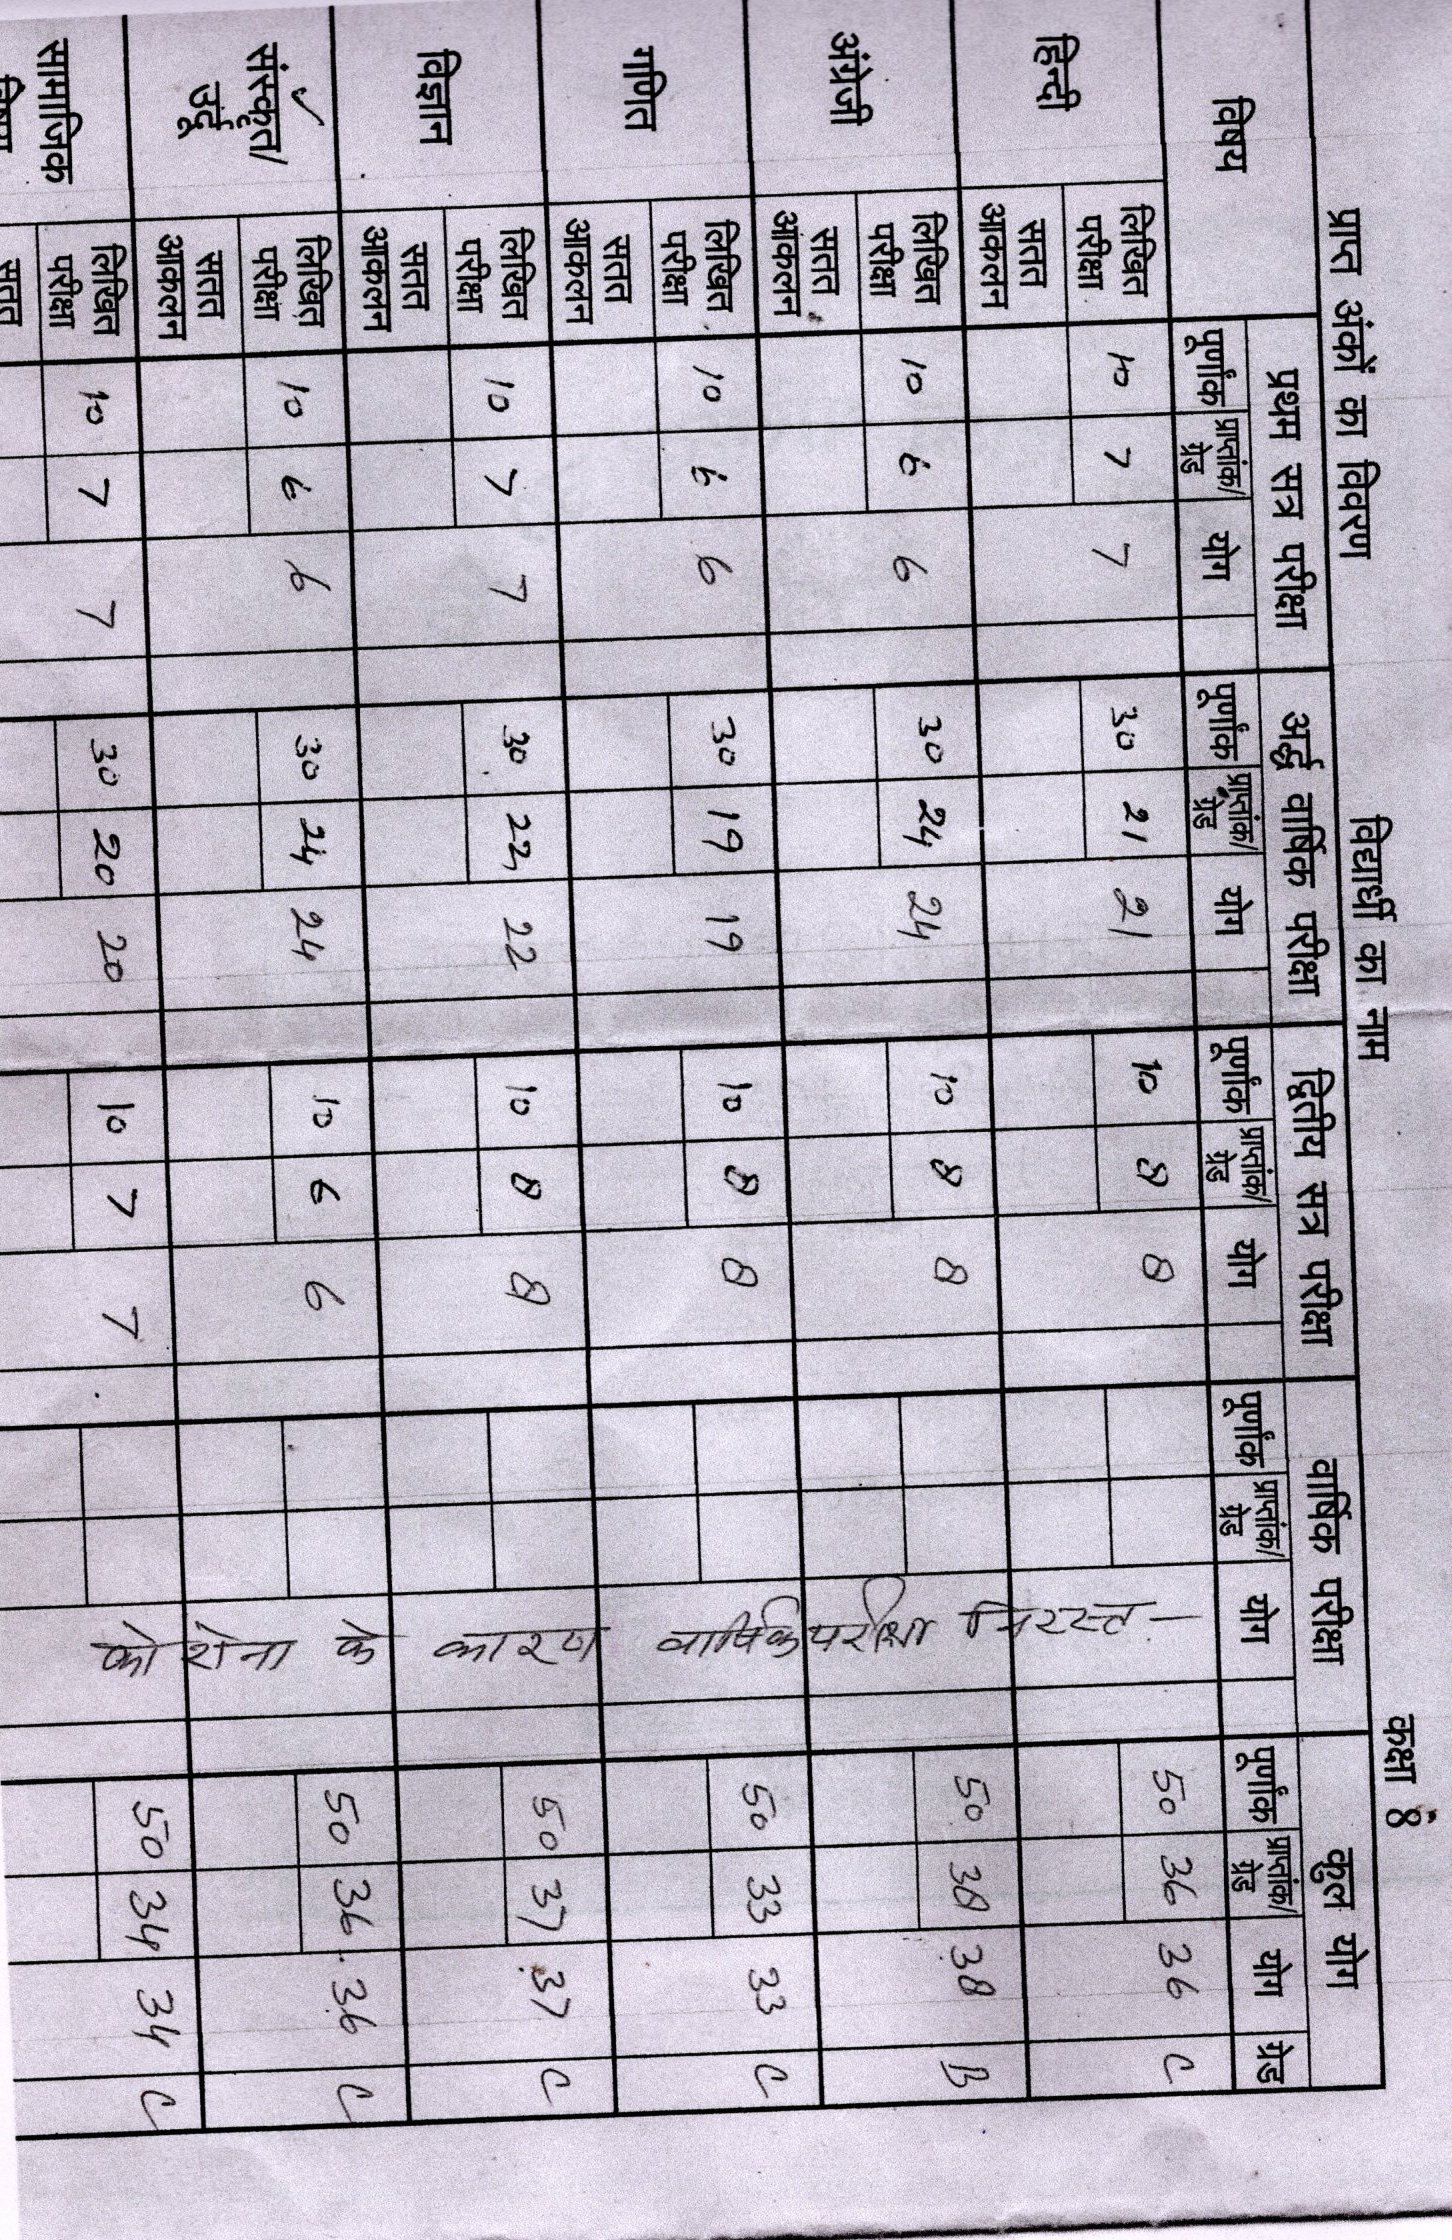 प्राप्त अंकों का विवरण विद्यार्थी का नाम कक्षा 8
विषय प्रथम सत्र परीक्षा अर्द्ध वार्षिक परीक्षा द्वितीय सत्र परीक्षा वार्षिक परीक्षा कुल योग
पूर्णांक प्राप्तांक/ग्रेड योग पूर्णांक प्राप्तांक/ग्रेड योग पूर्णांक प्राप्तांक/ग्रेड योग पूर्णांक प्राप्तांक/ग्रेड योग पूर्णांक प्राप्तांक/ग्रेड योग ग्रेड
हिन्दी लिखित परीक्षा 10 7 7 30 21 21 10 8 8 50 36 36 C
सतत आकलन
अंग्रेजी लिखित परीक्षा 10 6 6 30 24 24 10 8 8 50 38 38 B
सतत आकलन
गणित लिखित परीक्षा 10 6 6 30 19 19 10 8 8 50 33 33 C
सतत आकलन
विज्ञान लिखित परीक्षा 10 7 7 30 22 22 10 8 8 50 37 37 C
सतत आकलन
संस्कृत/उर्दू लिखित परीक्षा 10 6 6 30 24 24 10 6 6 50 36 36 C
सतत आकलन
सामाजिक लिखित परीक्षा 10 7 7 30 20 20 10 7 7 50 34 34 C
सतत
कोरोना के कारण वार्षिक परीक्षा निरस्त -